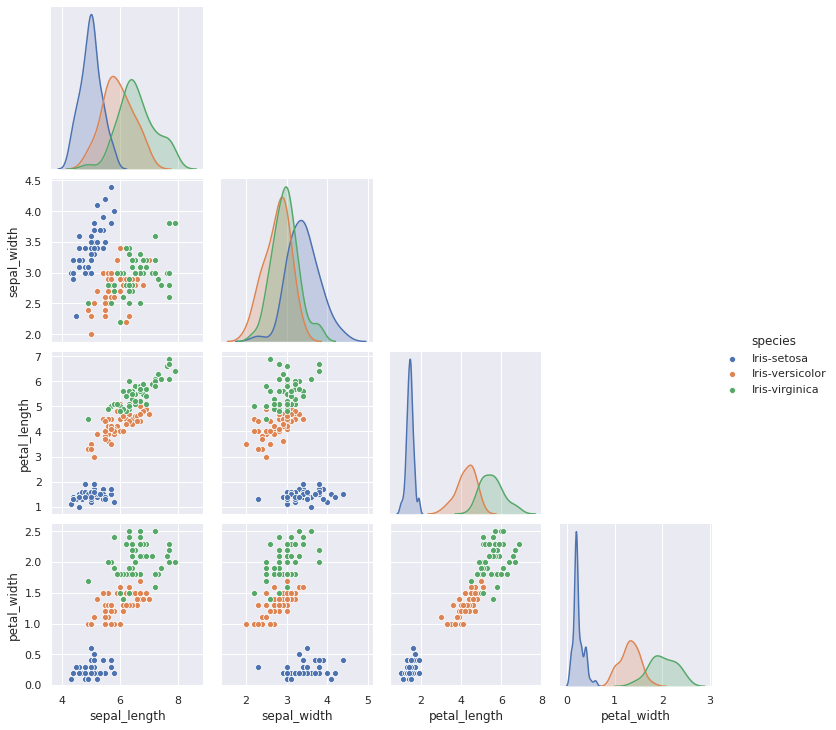 4.5
4.0
3.5
3.0
2.5
2.0
sepal_width
7
6
5
4
3
2
1
petal_length
2.5
2.0
1.5
1.0
0.5
0.0
petal_width
4 6 8
sepal_length
2 3 4 5
sepal_width
2 4 6 8
petal_length
0 1 2 3
petal_width
species
Iris-setosa
Iris-versicolor
Iris-virginica